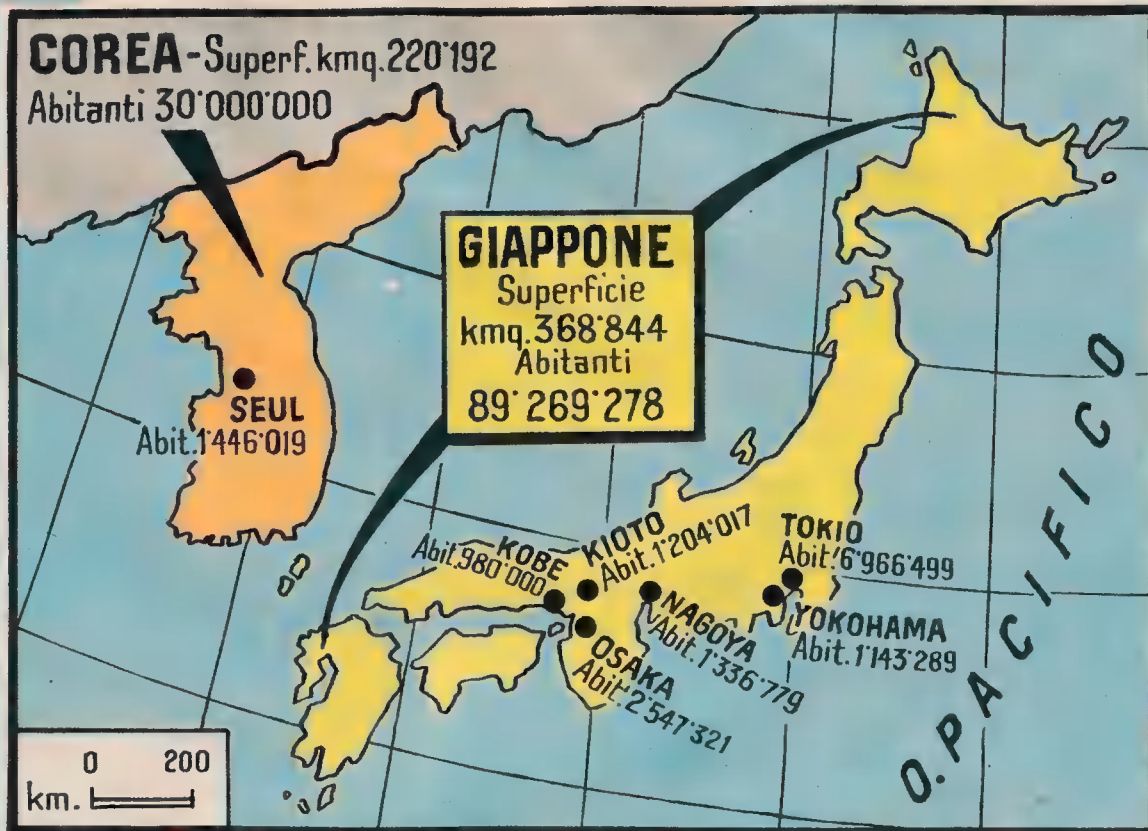 COREA-Superf.kmq.220'192
Abitanti 30'000'000
GIAPPONE
Superficie
kmq.368'844
Abitanti
89'269'278
SEUL
Abit.1'446'019
KOBE
Abit.980'000
KIOTO
Abit.1'204'017
TOKIO
Abit.'6'966'499
NAGOYA
Abit.1'336'779
YOKOHAMA
Abit.1'143'289
OSAKA
Abit.'2'547'321
O.PACIFICO
0 200
km.